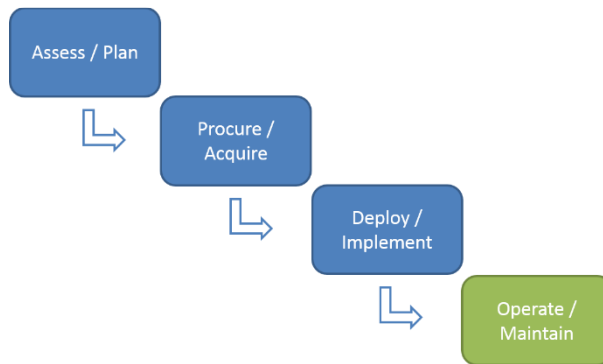 Assess / Plan
Procure /
Acquire
Deploy /
Implement
Operate /
Maintain